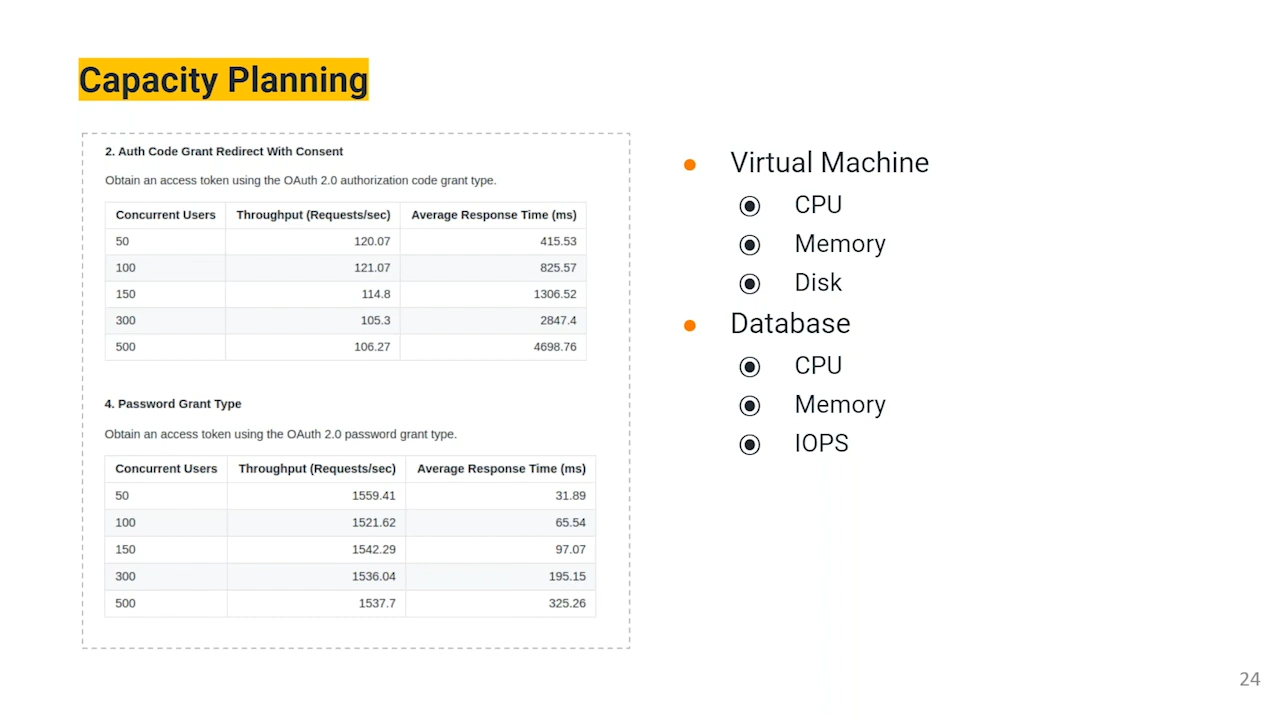 Capacity Planning
2. Auth Code Grant Redirect With Consent
Obtain an access token using the OAuth 2.0 authorization code grant type.
Concurrent Users Throughput (Requests/sec) Average Response Time (ms)
50 120.07 415.53
100 121.07 825.57
150 114.8 1306.52
300 105.3 2847.4
500 106.27 4698.76
4. Password Grant Type
Obtain an access token using the OAuth 2.0 password grant type.
Concurrent Users Throughput (Requests/sec) Average Response Time (ms)
50 1559.41 31.89
100 1521.62 65.54
150 1542.29 97.07
300 1536.04 195.15
500 1537.7 325.26
Virtual Machine
CPU
Memory
Disk
Database
CPU
Memory
IOPS
24